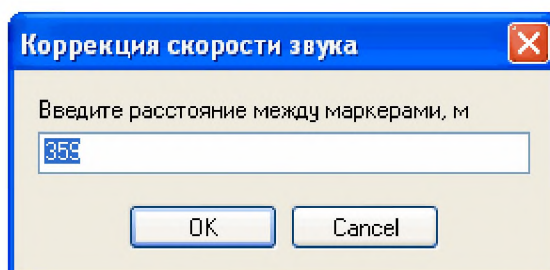 Коррекция скорости звука
Введите расстояние между маркерами, м
359
OK
Cancel